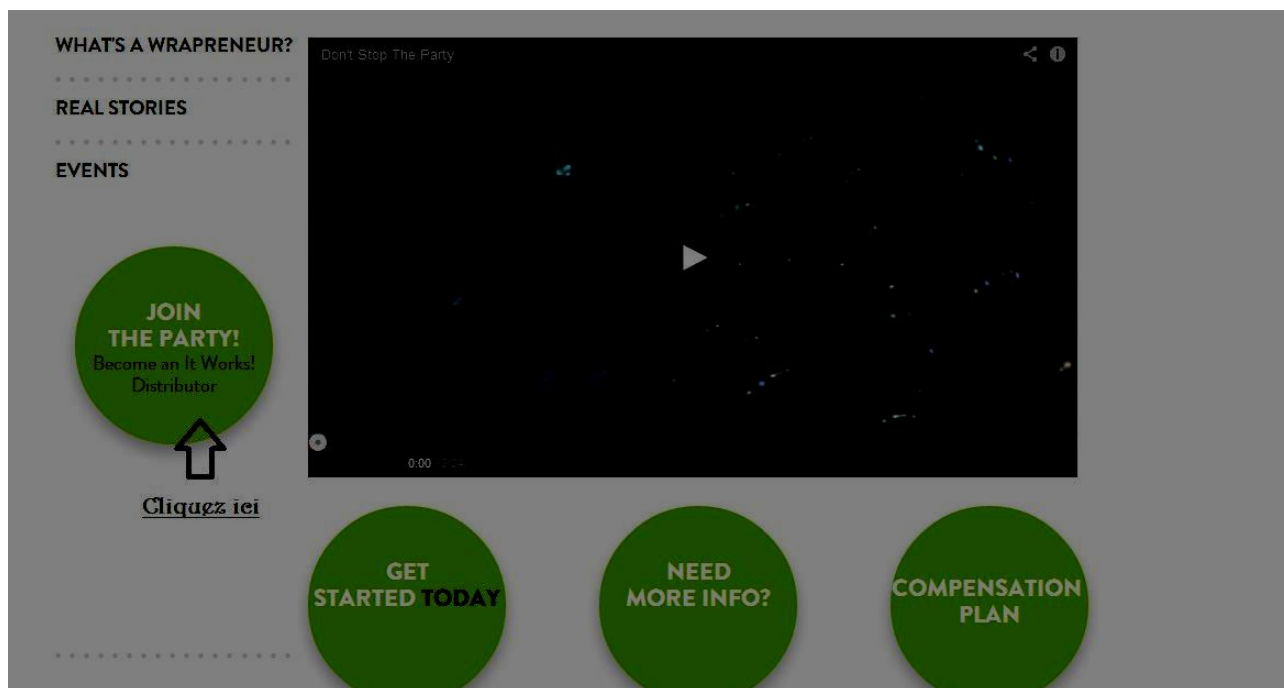 WHAT'S A WRAPRENEUR?
REAL STORIES
EVENTS
JOIN
THE PARTY!
Become an It Works!
Distributor
Cliquez ici
Don't Stop The Party
0:00
GET
STARTED TODAY
NEED
MORE INFO?
COMPENSATION
PLAN